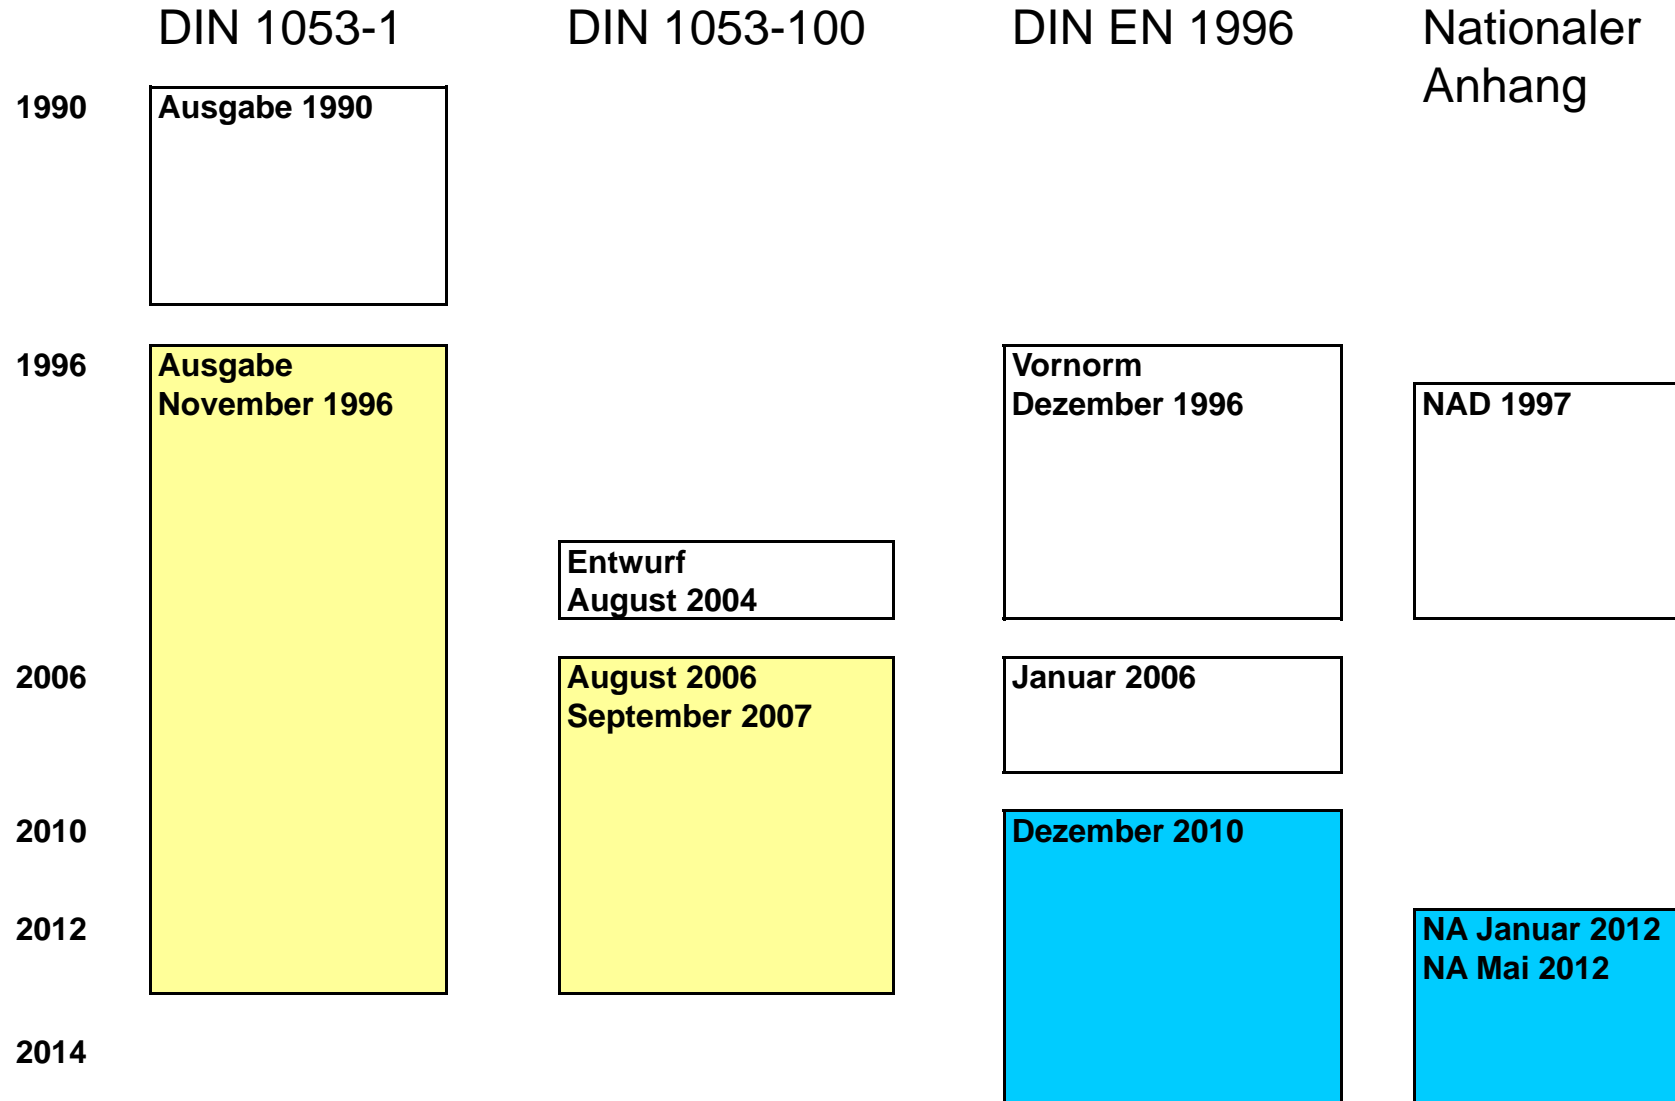 DIN 1053-1 DIN 1053-100 DIN EN 1996 Nationaler
Anhang
1990 Ausgabe 1990
1996 Ausgabe Vornorm
November 1996 Dezember 1996 NAD 1997
Entwurf
August 2004
2006 August 2006 Januar 2006
September 2007
2010 Dezember 2010
2012 NA Januar 2012
NA Mai 2012
2014